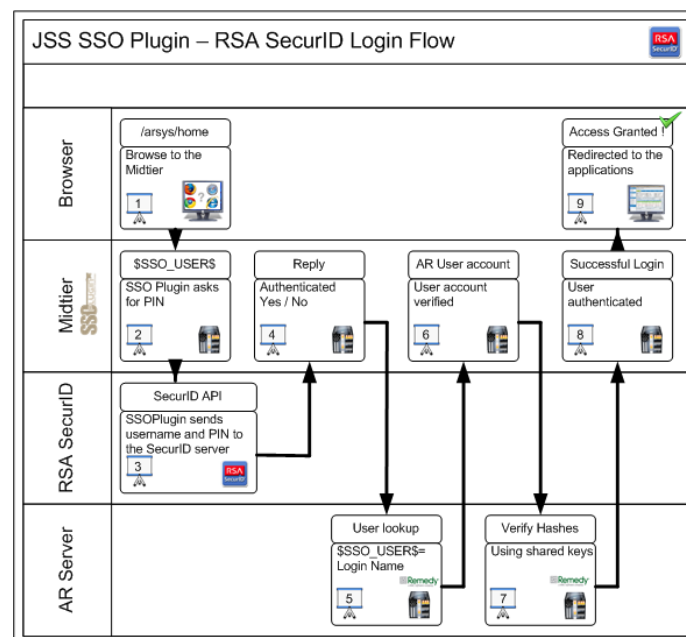 JSS SSO Plugin – RSA SecurID Login Flow
RSA
SecurID
Browser
/arsys/home
Browse to the
Midtier
1
Access Granted !
Redirected to the
applications
9
Midtier
SSO PLUGIN
$SSO_USER$
SSO Plugin asks
for PIN
2
Reply
Authenticated
Yes / No
4
AR User account
User account
verified
6
Successful Login
User
authenticated
8
RSA SecurID
SecurID API
SSOPlugin sends
username and PIN to
the SecurID server
3
RSA
SecurID
AR Server
User lookup
$SSO_USER$=
Login Name
Remedy
5
Verify Hashes
Using shared keys
Remedy
7